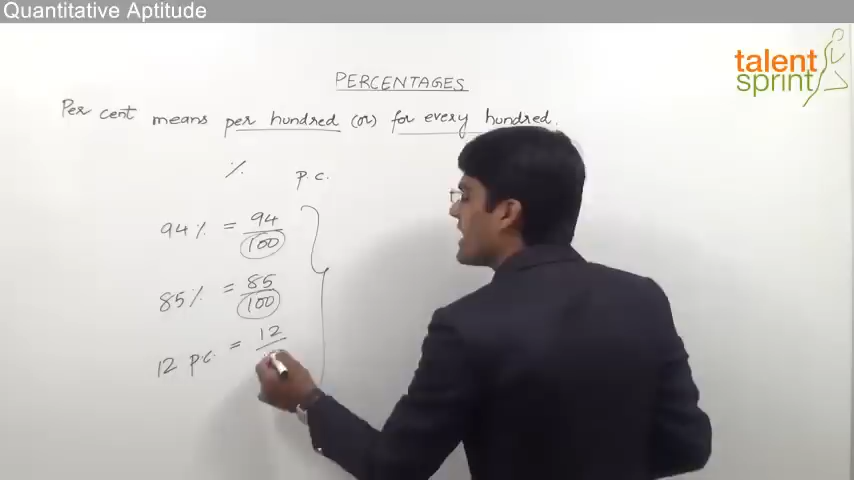 Quantitative Aptitude
talent
sprint
PERCENTAGES
Per cent means per hundred (or) for every hundred.
% p.c.
94% = 94/100
85% = 85/100
12 p.c. = 12